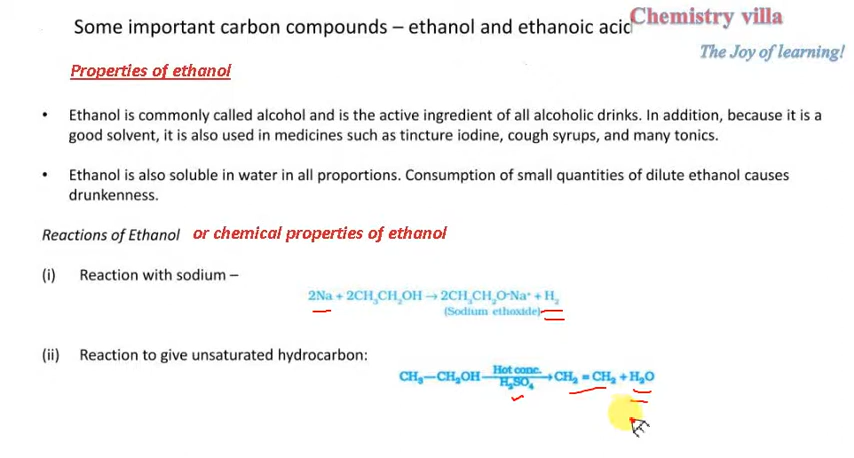 Some important carbon compounds – ethanol and ethanoic acid
Chemistry villa
The Joy of learning!
Properties of ethanol
• Ethanol is commonly called alcohol and is the active ingredient of all alcoholic drinks. In addition, because it is a
good solvent, it is also used in medicines such as tincture iodine, cough syrups, and many tonics.
• Ethanol is also soluble in water in all proportions. Consumption of small quantities of dilute ethanol causes
drunkenness.
Reactions of Ethanol or chemical properties of ethanol
(i) Reaction with sodium –
2Na + 2CH₃CH₂OH → 2CH₃CH₂O⁻Na⁺ + H₂
(Sodium ethoxide)
(ii) Reaction to give unsaturated hydrocarbon:
Hot conc.
CH₃—CH₂OH ⟶ CH₂ = CH₂ + H₂O
H₂SO₄